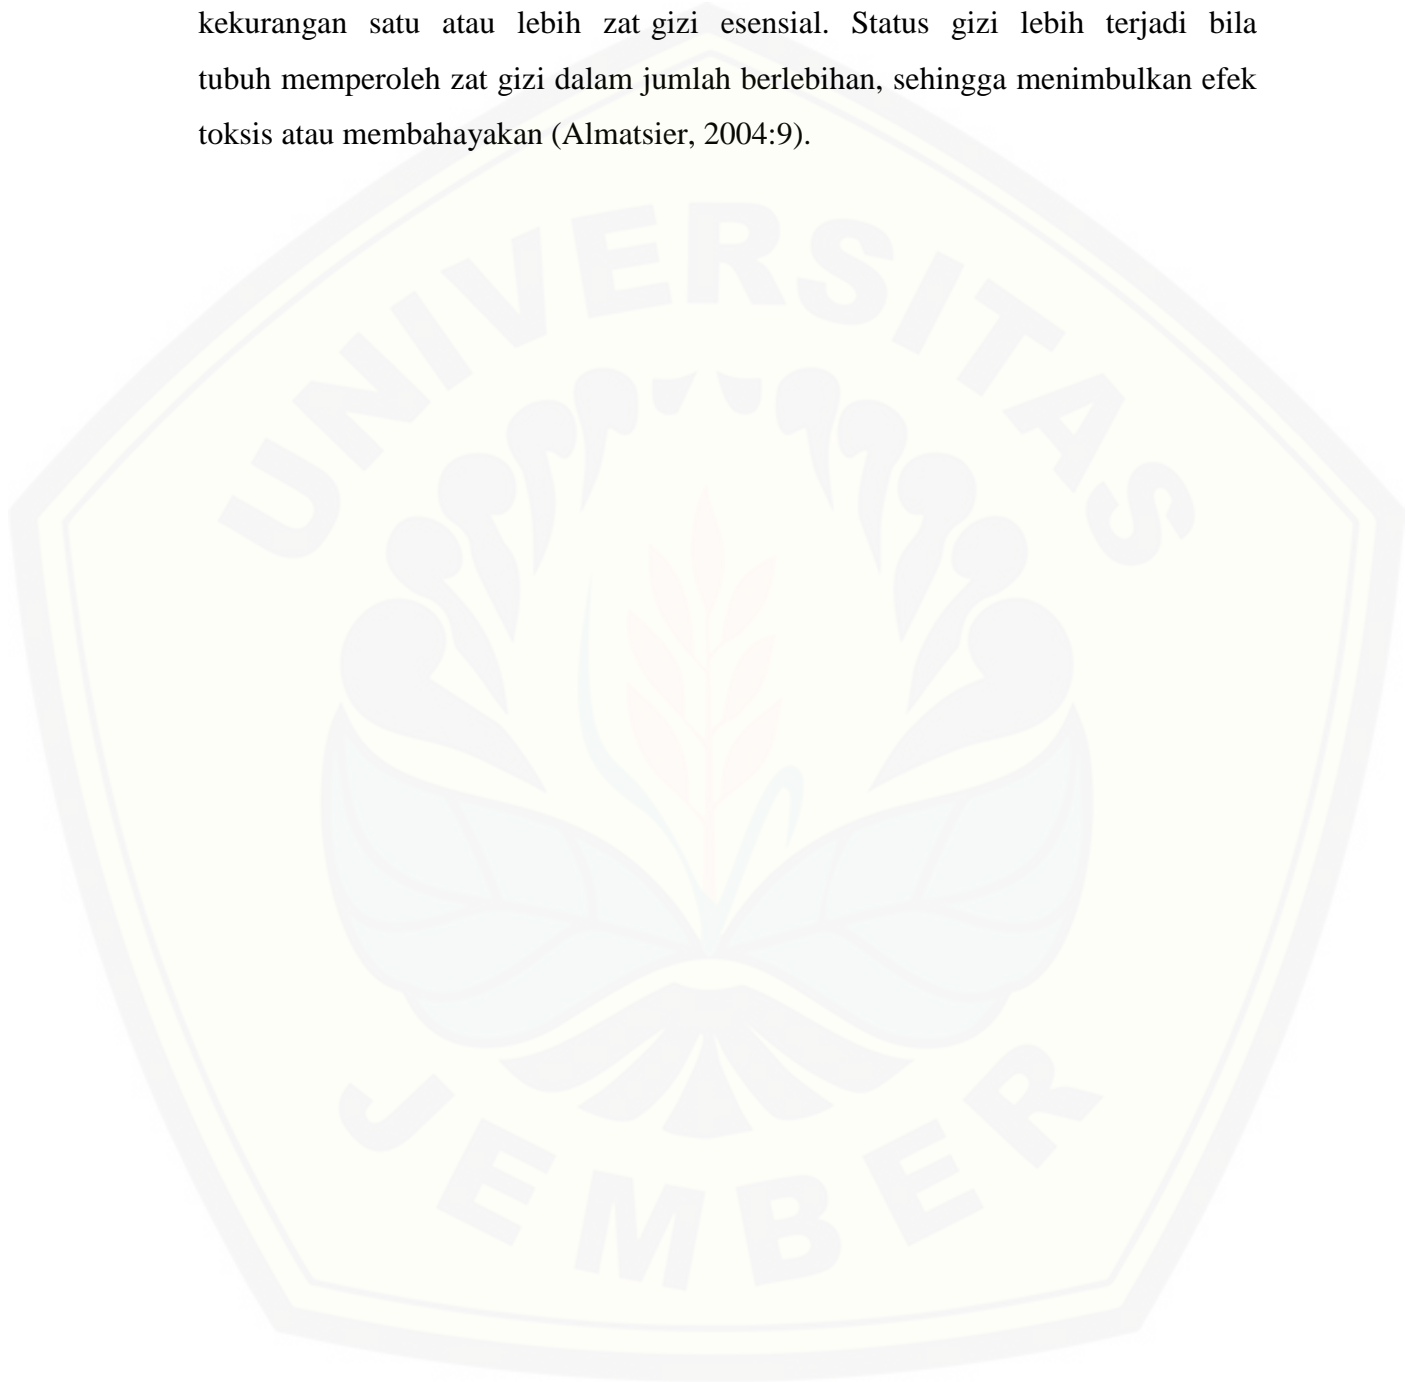 kekurangan satu atau lebih zat gizi esensial. Status gizi lebih terjadi bila
tubuh memperoleh zat gizi dalam jumlah berlebihan, sehingga menimbulkan efek
toksis atau membahayakan (Almatsier, 2004:9).
UNIVERSITAS
JEMBER